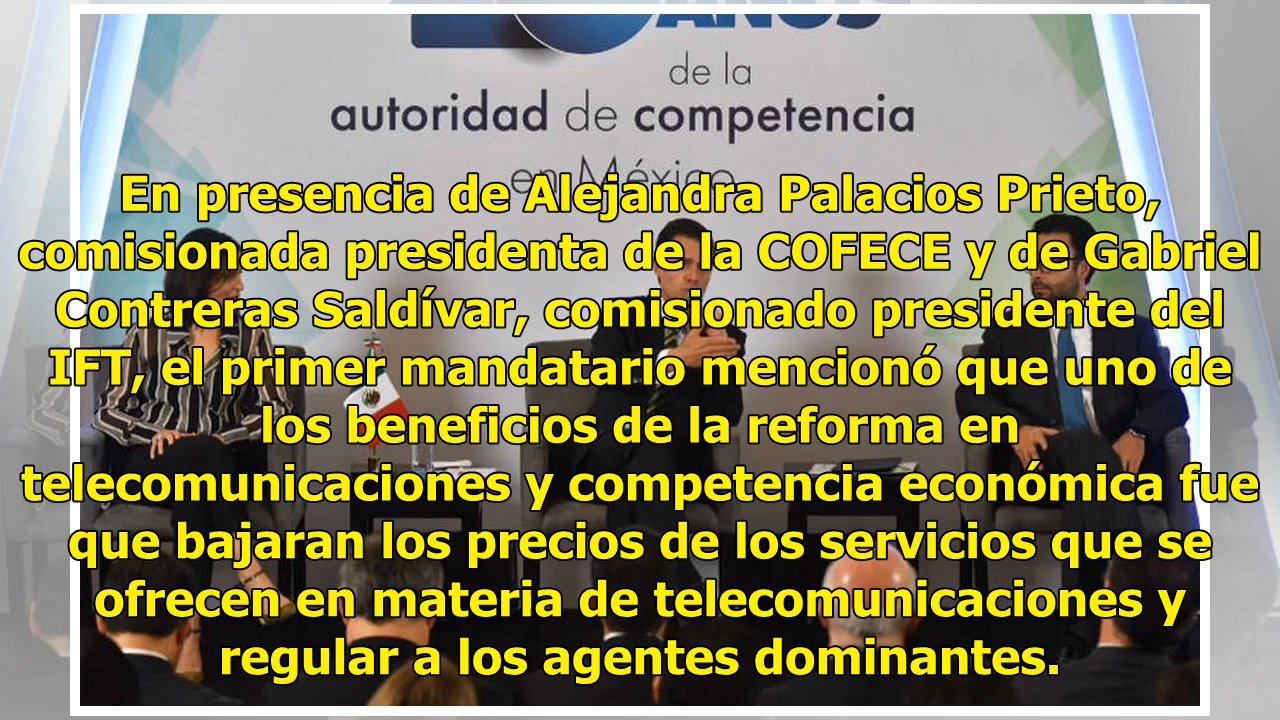 AÑOS
de la
autoridad de competencia
en México
En presencia de Alejandra Palacios Prieto,
comisionada presidenta de la COFECE y de Gabriel
Contreras Saldívar, comisionado presidente del
IFT, el primer mandatario mencionó que uno de
los beneficios de la reforma en
telecomunicaciones y competencia económica fue
que bajaran los precios de los servicios que se
ofrecen en materia de telecomunicaciones y
regular a los agentes dominantes.